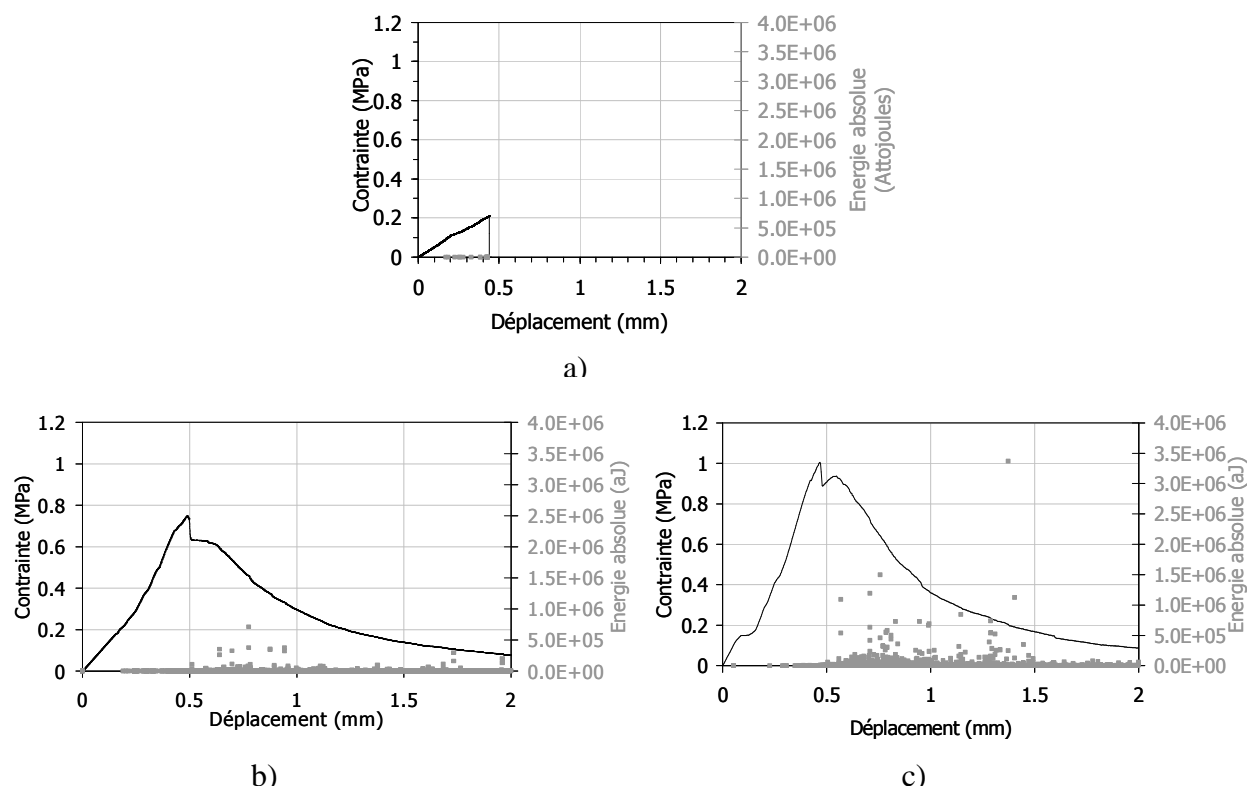 1.2
1
0.8
0.6
0.4
0.2
0
Contrainte (MPa)
4.0E+06
3.5E+06
3.0E+06
2.5E+06
2.0E+06
1.5E+06
1.0E+06
5.0E+05
0.0E+00
Energie absolue
(Attojoules)
0 0.5 1 1.5 2
Déplacement (mm)
a)
1.2
1
0.8
0.6
0.4
0.2
0
Contrainte (MPa)
4.0E+06
3.5E+06
3.0E+06
2.5E+06
2.0E+06
1.5E+06
1.0E+06
5.0E+05
0.0E+00
Energie absolue (aJ)
0 0.5 1 1.5 2
Déplacement (mm)
b)
1.2
1
0.8
0.6
0.4
0.2
0
Contrainte (MPa)
4.0E+06
3.5E+06
3.0E+06
2.5E+06
2.0E+06
1.5E+06
1.0E+06
5.0E+05
0.0E+00
Energie absolue (aJ)
0 0.5 1 1.5 2
Déplacement (mm)
c)